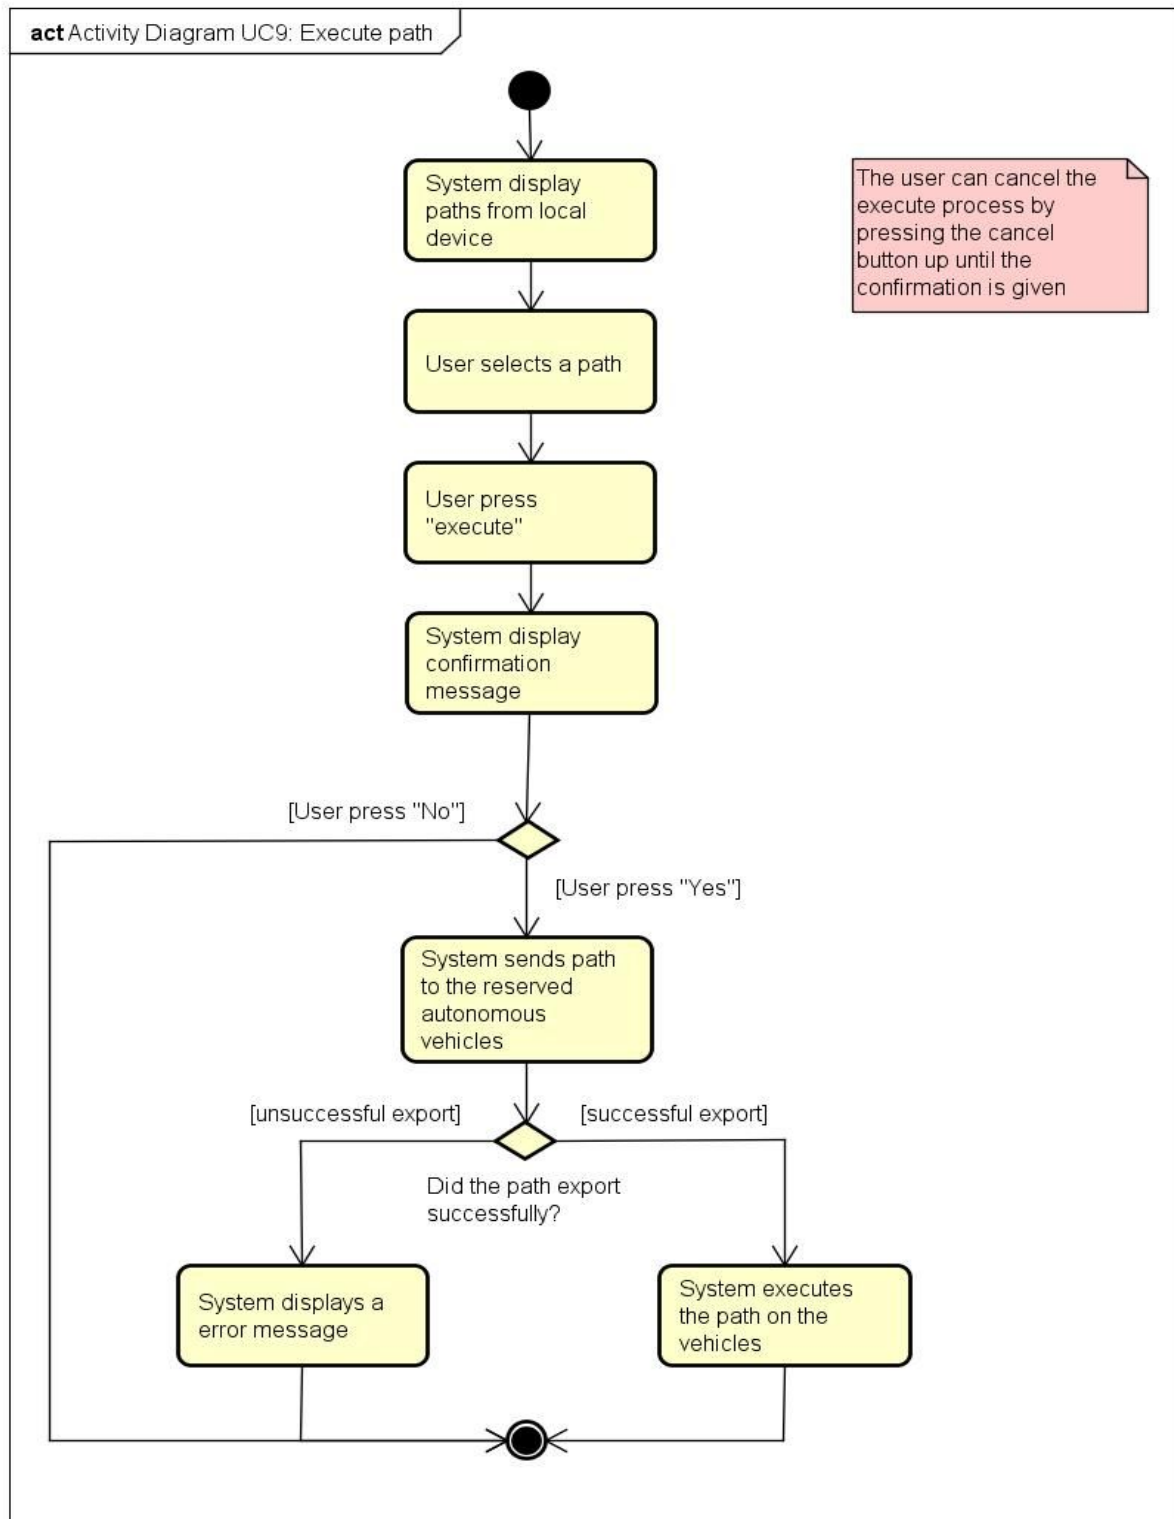 act Activity Diagram UC9: Execute path
System display
paths from local
device
The user can cancel the
execute process by
pressing the cancel
button up until the
confirmation is given
User selects a path
User press
"execute"
System display
confirmation
message
[User press "No"]
[User press "Yes"]
System sends path
to the reserved
autonomous
vehicles
[unsuccessful export]
[successful export]
Did the path export
successfully?
System displays a
error message
System executes
the path on the
vehicles